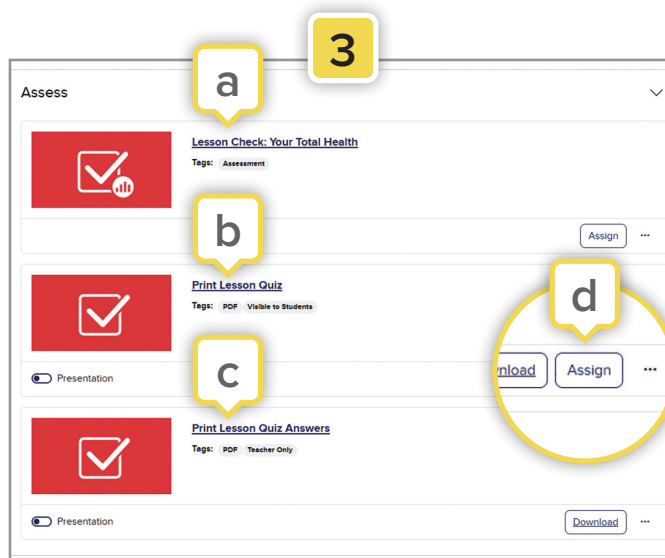 3
Assess
a
Lesson Check: Your Total Health
Tags: Assessment
Assign ...
b
Print Lesson Quiz
Tags: PDF Visible to Students
d
nload Assign ...
Presentation
c
Print Lesson Quiz Answers
Tags: PDF Teacher Only
Presentation
Download ...